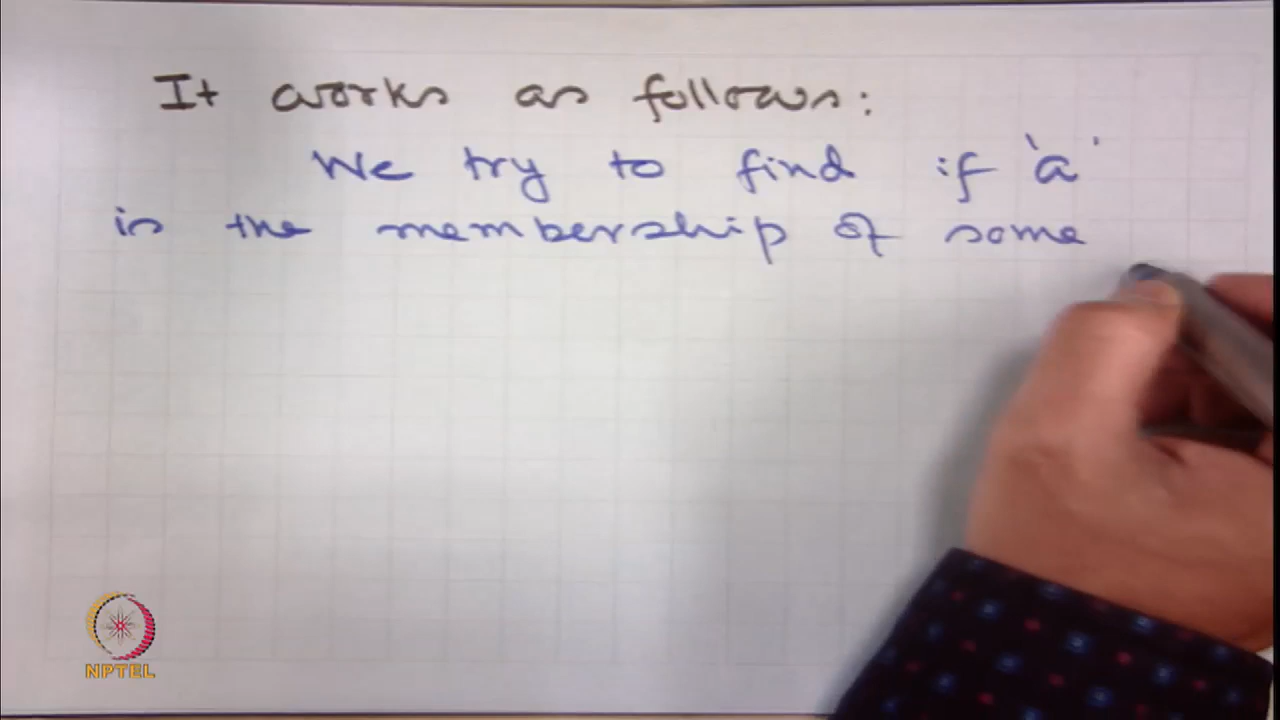 It works as follows:
We try to find if 'a'
is the membership of some
NPTEL